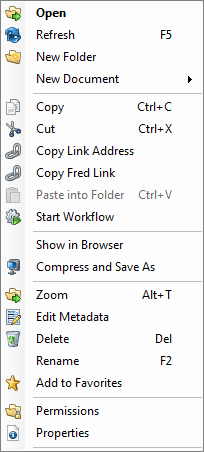 Open
Refresh F5
New Folder
New Document
Copy Ctrl+C
Cut Ctrl+X
Copy Link Address
Copy Fred Link
Paste into Folder Ctrl+V
Start Workflow
Show in Browser
Compress and Save As
Zoom Alt+T
Edit Metadata
Delete Del
Rename F2
Add to Favorites
Permissions
Properties